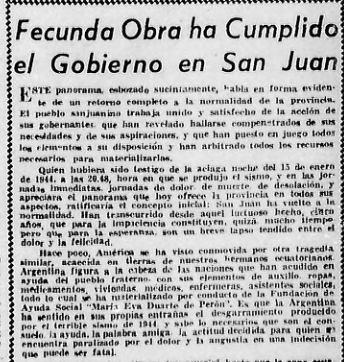 Fecunda Obra ha Cumplido
el Gobierno en San Juan
ESTE panorama, esbozado sucintamente, habla en forma eviden-
te de un retorno completo a la normalidad de la provincia.
El pueblo sanjuanino trabaja unido y satisfecho de la acción de
sus gobernantes que han revelado hallarse compenetrados de sus
necesidades y de sus aspiraciones, y que han puesto en juego todos
los elementos a su disposición y han arbitrado todos los recursos
necesarios para materializarlas.
Quien hubiera sido testigo de la aciaga noche del 15 de enero
de 1944, a las 20.48, hora en que se produjo el sismo, y en las jor-
nadas inmediatas, jornadas de dolor de muerte de desolación, y
apreciara el panorama que hoy ofrece la provincia en todos sus
aspectos, ratificaría el concepto inicial: San Juan ha vuelto a la
normalidad. Han transcurrido desde aquel luctuoso hecho, cinco
años, que para la impaciencia constituyen, quizá, mucho tiempo
pero que para la esperanza, son un breve lapso tendido entre el
dolor y la felicidad.
Hace poco, América se ha visto conmovida por otra tragedia
similar, acaecida en tierras de nuestros hermanos ecuatorianos.
Argentina figura a la cabeza de las naciones que han acudido en
ayuda del pueblo fraterno, con sus elementos de auxilio, ropas,
medicamentos, viviendas, médicos, enfermeras, asistentes sociales,
todo lo cual se ha materializado por conducto de la Fundación de
Ayuda Social "María Eva Duarte de Perón". Es que la Argentina
ha sentido en sus propias entrañas el desgarramiento producido
por el terrible sismo de 1944 y sabe lo necesarios que son el con-
suelo, la ayuda, la palabra amiga, la actitud decidida para quien se
encuentra paralizado por el dolor y la angustia en una indecisión
que puede ser fatal.